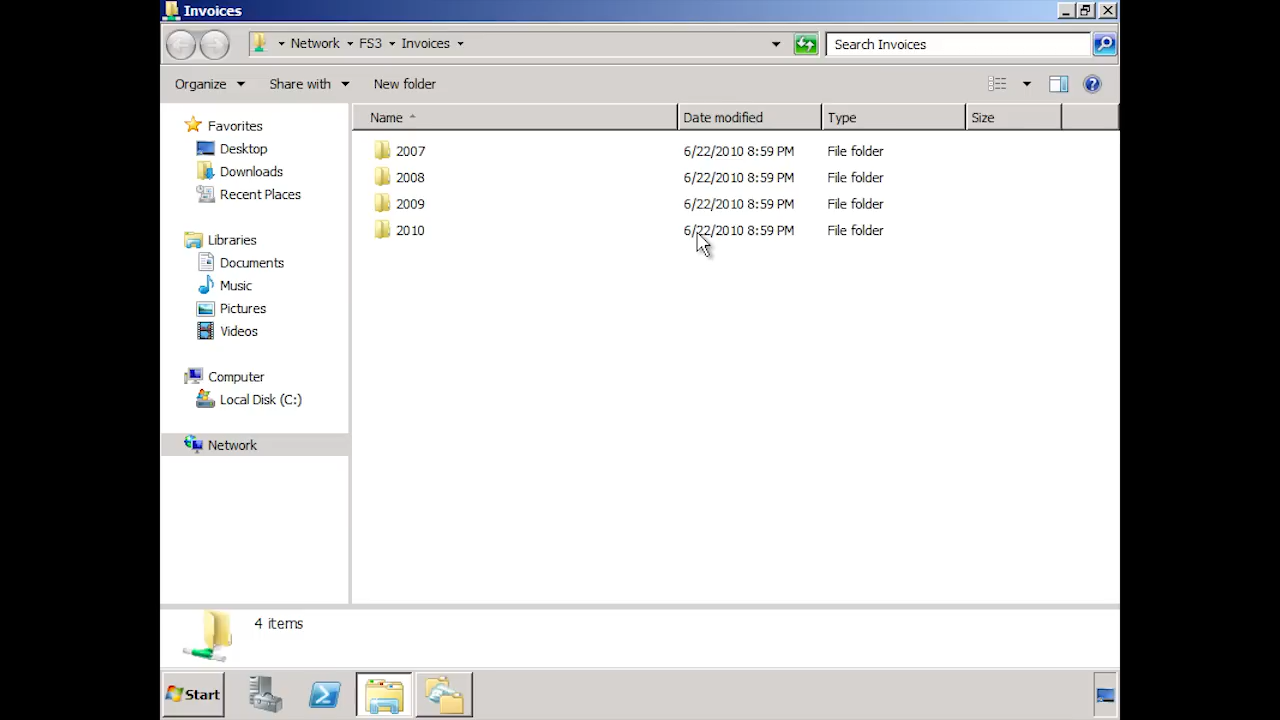 Invoices
Network FS3 Invoices
Search Invoices
Organize Share with New folder
Favorites
Desktop
Downloads
Recent Places
Libraries
Documents
Music
Pictures
Videos
Computer
Local Disk (C:)
Network
Name Date modified Type Size
2007 6/22/2010 8:59 PM File folder
2008 6/22/2010 8:59 PM File folder
2009 6/22/2010 8:59 PM File folder
2010 6/22/2010 8:59 PM File folder
4 items
Start